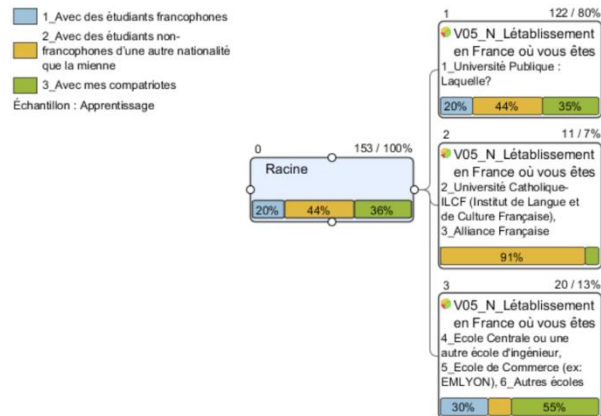 1_Avec des étudiants francophones
2_Avec des étudiants non-
francophones d'une autre nationalité
que la mienne
3_Avec mes compatriotes
Échantillon : Apprentissage
0 153 / 100%
Racine
20% 44% 36%
1 122 / 80%
V05_N_Létablissement
en France où vous êtes
1_Université Publique :
Laquelle?
20% 44% 35%
2 11 / 7%
V05_N_Létablissement
en France où vous êtes
2_Université Catholique-
ILCF (Institut de Langue et
de Culture Française),
3_Alliance Française
91%
3 20 / 13%
V05_N_Létablissement
en France où vous êtes
4_Ecole Centrale ou une
autre école d'ingénieur,
5_Ecole de Commerce (ex:
EMLYON), 6_Autres écoles
30% 55%